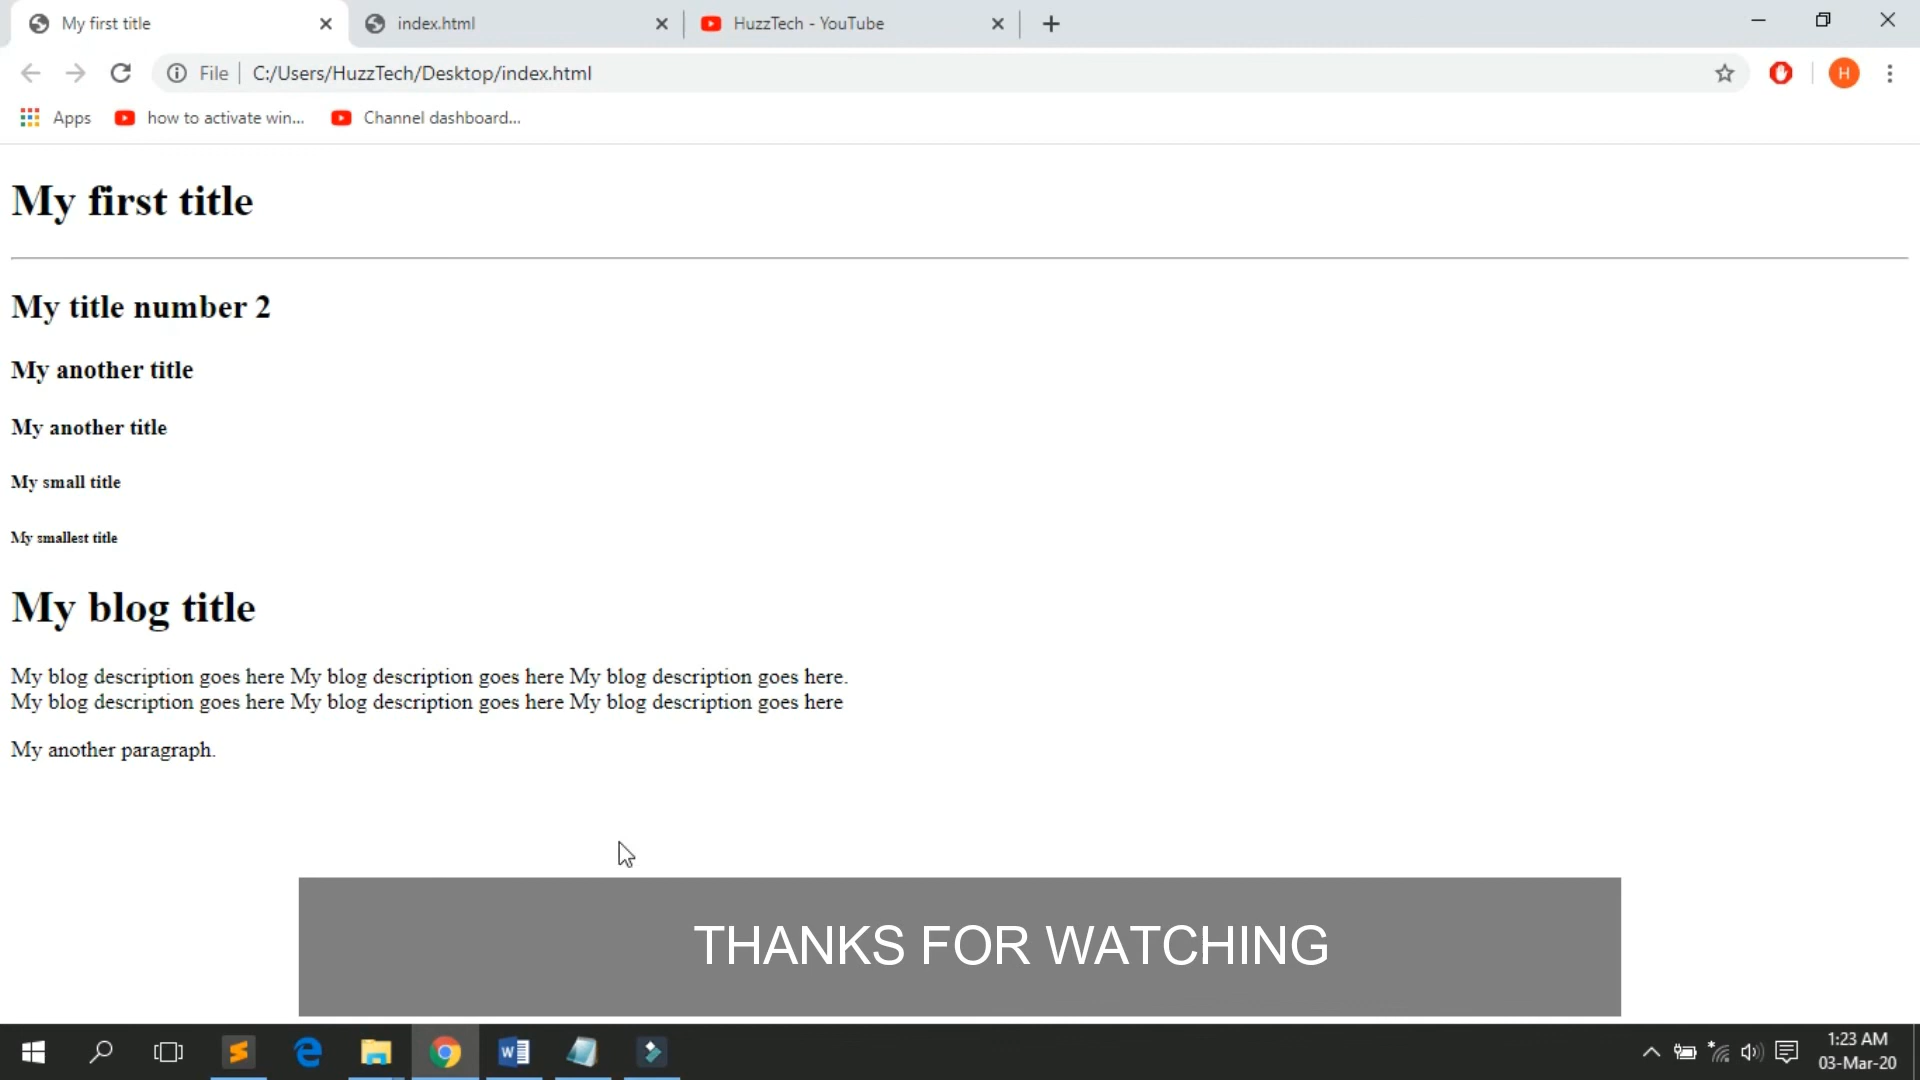 My first title
index.html
HuzzTech - YouTube
File
C:/Users/HuzzTech/Desktop/index.html
H
Apps
how to activate win...
Channel dashboard...
My first title
My title number 2
My another title
My another title
My small title
My smallest title
My blog title
My blog description goes here My blog description goes here My blog description goes here.
My blog description goes here My blog description goes here My blog description goes here
My another paragraph.
THANKS FOR WATCHING
1:23 AM
03-Mar-20